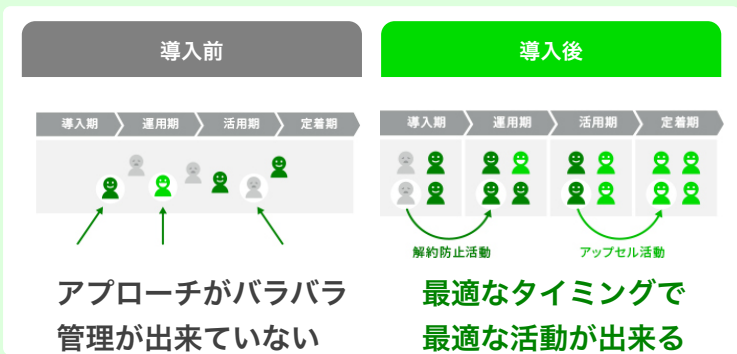 導入前
導入期
運用期
活用期
定着期
アプローチがバラバラ
管理が出来ていない
導入後
導入期
運用期
活用期
定着期
解約防止活動
アップセル活動
最適なタイミングで
最適な活動が出来る